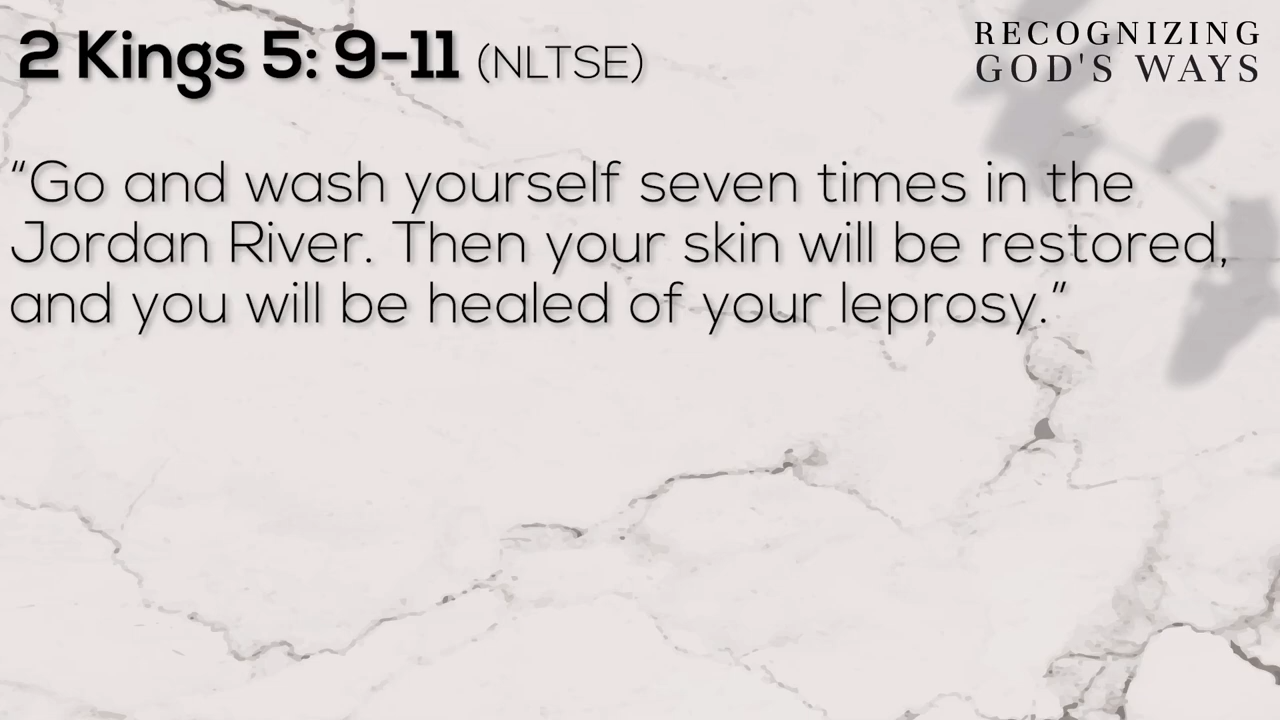 2 Kings 5: 9-11 (NLTSE)
RECOGNIZING
GOD'S WAYS
“Go and wash yourself seven times in the
Jordan River. Then your skin will be restored,
and you will be healed of your leprosy.”